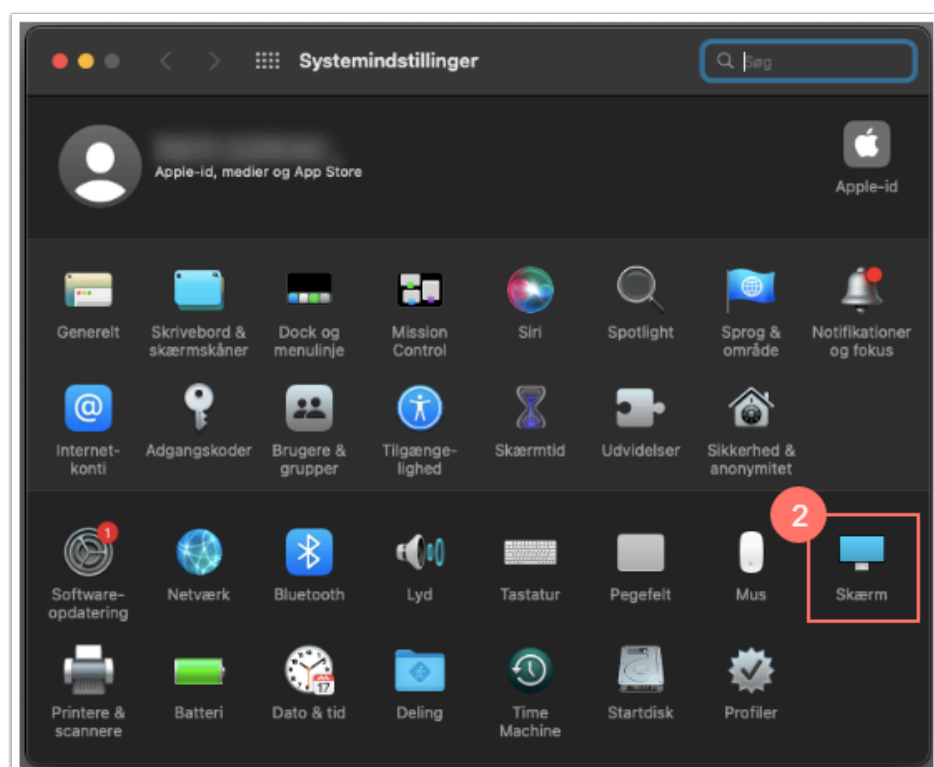 Systemindstillinger
Søg
Apple-id, medier og App Store
Apple-id
Generelt
Skrivebord &
skærmskåner
Dock og
menulinje
Mission
Control
Siri
Spotlight
Sprog &
område
Notifikationer
og fokus
Internet-
konti
Adgangskoder
Brugere &
grupper
Tilgænge-
lighed
Skærmtid
Udvidelser
Sikkerhed &
anonymitet
2
1
Software-
opdatering
Netværk
Bluetooth
Lyd
Tastatur
Pegefelt
Mus
Skærm
Printere &
scannere
Batteri
JUL
17
Dato & tid
Deling
Time
Machine
Startdisk
Profiler